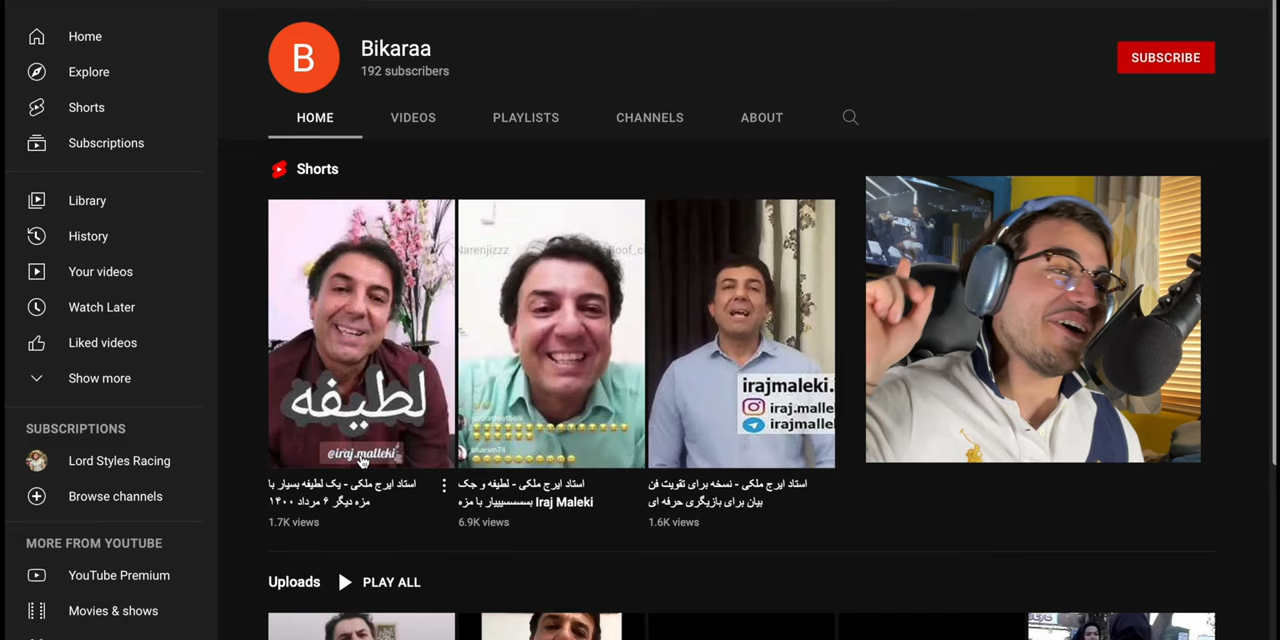 Home
Explore
Shorts
Subscriptions
Library
History
Your videos
Watch Later
Liked videos
Show more
SUBSCRIPTIONS
Lord Styles Racing
Browse channels
MORE FROM YOUTUBE
YouTube Premium
Movies & shows
B
Bikaraa
192 subscribers
SUBSCRIBE
HOME
VIDEOS
PLAYLISTS
CHANNELS
ABOUT
Shorts
لطیفه
@iraj.malleki
استاد ایرج ملکی - یک لطیفه بسیار با
مزه دیگر ۶ مرداد ۱۴۰۰
1.7K views
Narenjizzz
استاد ایرج ملکی - لطیفه و جک
بسسسسیییار با مزه Iraj Maleki
6.9K views
irajmaleki.
iraj.malle
irajmalle
استاد ایرج ملکی - نسخه برای تقویت فن
بیان برای بازیگری حرفه ای
1.6K views
Uploads
PLAY ALL